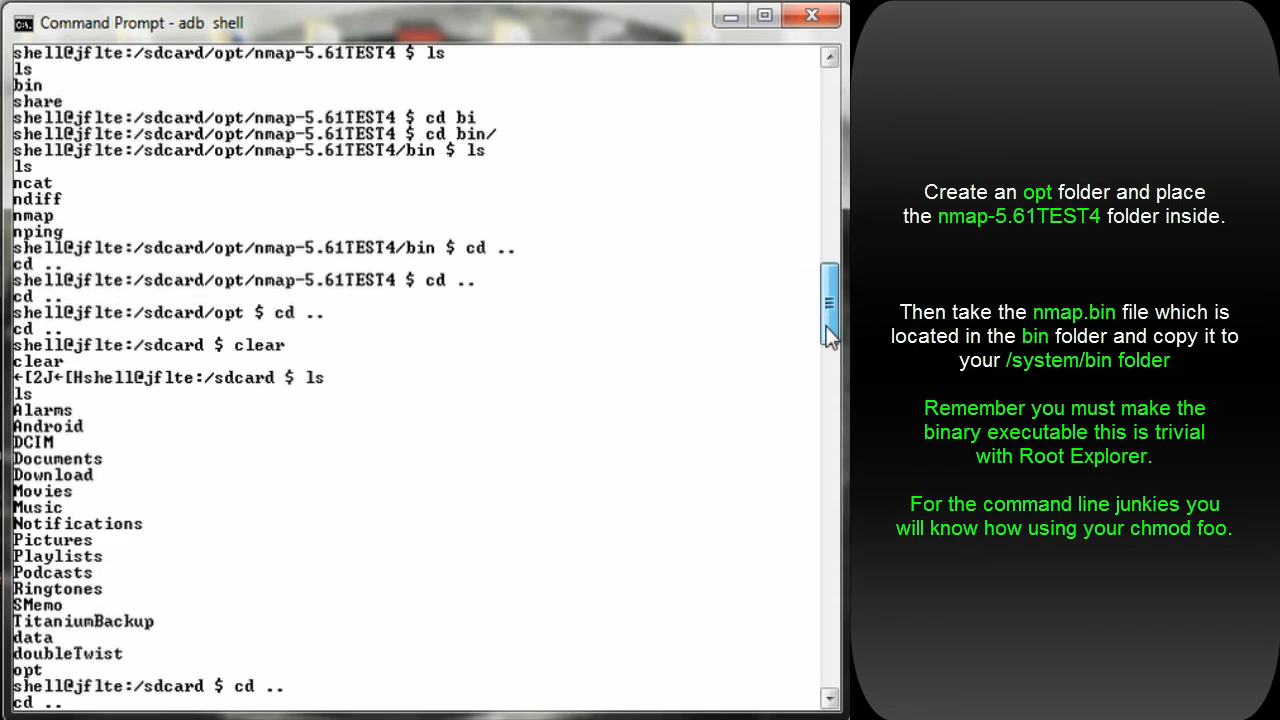 Command Prompt - adb  shell
shell@jflte:/sdcard/opt/nmap-5.61TEST4 $ ls
ls
bin
share
shell@jflte:/sdcard/opt/nmap-5.61TEST4 $ cd bi
shell@jflte:/sdcard/opt/nmap-5.61TEST4 $ cd bin/
shell@jflte:/sdcard/opt/nmap-5.61TEST4/bin $ ls
ls
ncat
ndiff
nmap
nping
shell@jflte:/sdcard/opt/nmap-5.61TEST4/bin $ cd ..
cd ..
shell@jflte:/sdcard/opt/nmap-5.61TEST4 $ cd ..
cd ..
shell@jflte:/sdcard/opt $ cd ..
cd ..
shell@jflte:/sdcard $ clear
clear
←[2J←[Hshell@jflte:/sdcard $ ls
ls
Alarms
Android
DCIM
Documents
Download
Movies
Music
Notifications
Pictures
Playlists
Podcasts
Ringtones
SMemo
TitaniumBackup
data
doubleTwist
opt
shell@jflte:/sdcard $ cd ..
cd ..
Create an opt folder and place
the nmap-5.61TEST4 folder inside.
Then take the nmap.bin file which is
located in the bin folder and copy it to
your /system/bin folder
Remember you must make the
binary executable this is trivial
with Root Explorer.
For the command line junkies you
will know how using your chmod foo.